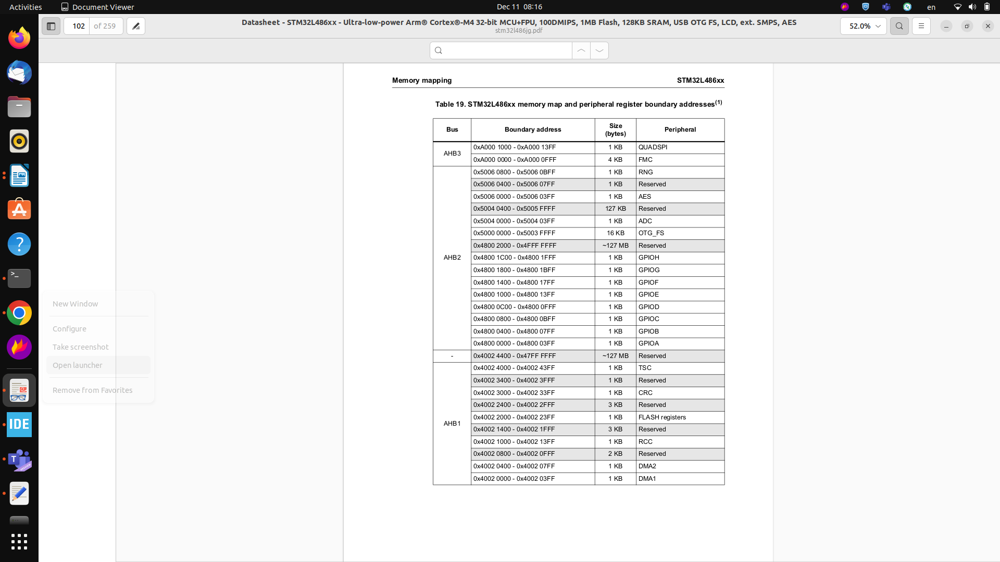 Activities Document Viewer Dec 11 08:16 en
102 of 259 Datasheet - STM32L486xx - Ultra-low-power Arm® Cortex®-M4 32-bit MCU+FPU, 100DMIPS, 1MB Flash, 128KB SRAM, USB OTG FS, LCD, ext. SMPS, AES 52.0%
stm32l486jg.pdf
Memory mapping STM32L486xx
Table 19. STM32L486xx memory map and peripheral register boundary addresses(1)
Bus Boundary address Size (bytes) Peripheral
AHB3
0xA000 1000 - 0xA000 13FF 1 KB QUADSPI
0xA000 0000 - 0xA000 0FFF 4 KB FMC
AHB2
0x5006 0800 - 0x5006 0BFF 1 KB RNG
0x5006 0400 - 0x5006 07FF 1 KB Reserved
0x5006 0000 - 0x5006 03FF 1 KB AES
0x5004 0400 - 0x5005 FFFF 127 KB Reserved
0x5004 0000 - 0x5004 03FF 1 KB ADC
0x5000 0000 - 0x5003 FFFF 16 KB OTG_FS
0x4800 2000 - 0x4FFF FFFF ~127 MB Reserved
0x4800 1C00 - 0x4800 1FFF 1 KB GPIOH
0x4800 1800 - 0x4800 1BFF 1 KB GPIOG
0x4800 1400 - 0x4800 17FF 1 KB GPIOF
0x4800 1000 - 0x4800 13FF 1 KB GPIOE
0x4800 0C00 - 0x4800 0FFF 1 KB GPIOD
0x4800 0800 - 0x4800 0BFF 1 KB GPIOC
0x4800 0400 - 0x4800 07FF 1 KB GPIOB
0x4800 0000 - 0x4800 03FF 1 KB GPIOA
- 0x4002 4400 - 0x47FF FFFF ~127 MB Reserved
AHB1
0x4002 4000 - 0x4002 43FF 1 KB TSC
0x4002 3400 - 0x4002 3FFF 1 KB Reserved
0x4002 3000 - 0x4002 33FF 1 KB CRC
0x4002 2400 - 0x4002 2FFF 3 KB Reserved
0x4002 2000 - 0x4002 23FF 1 KB FLASH registers
0x4002 1400 - 0x4002 1FFF 3 KB Reserved
0x4002 1000 - 0x4002 13FF 1 KB RCC
0x4002 0800 - 0x4002 0FFF 2 KB Reserved
0x4002 0400 - 0x4002 07FF 1 KB DMA2
0x4002 0000 - 0x4002 03FF 1 KB DMA1
New Window
Configure
Take screenshot
Open launcher
Remove from Favorites
IDE
T
PREVIEW